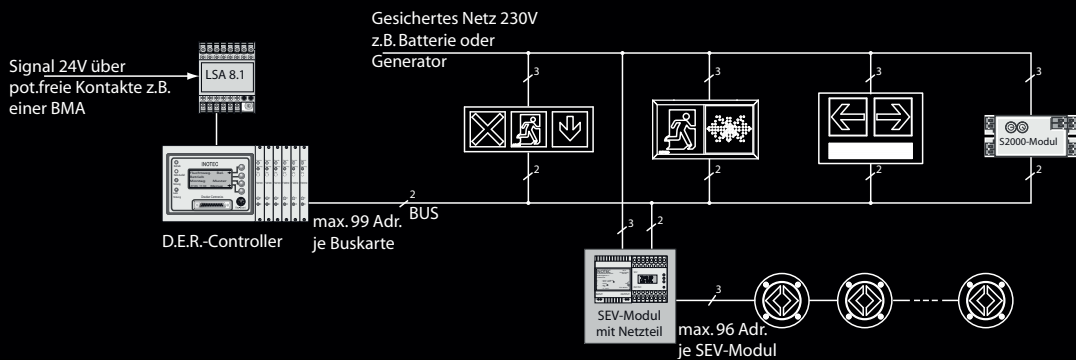 Gesichertes Netz 230V
z.B. Batterie oder
Generator
Signal 24V über
pot.freie Kontakte z.B.
einer BMA
LSA 8.1
3
3
3
3
S2000-Modul
2
2
2
2
INOTEC
D.E.R.-Controller
2
BUS
max. 99 Adr.
je Buskarte
3
2
SEV-Modul
mit Netzteil
3
max. 96 Adr.
je SEV-Modul